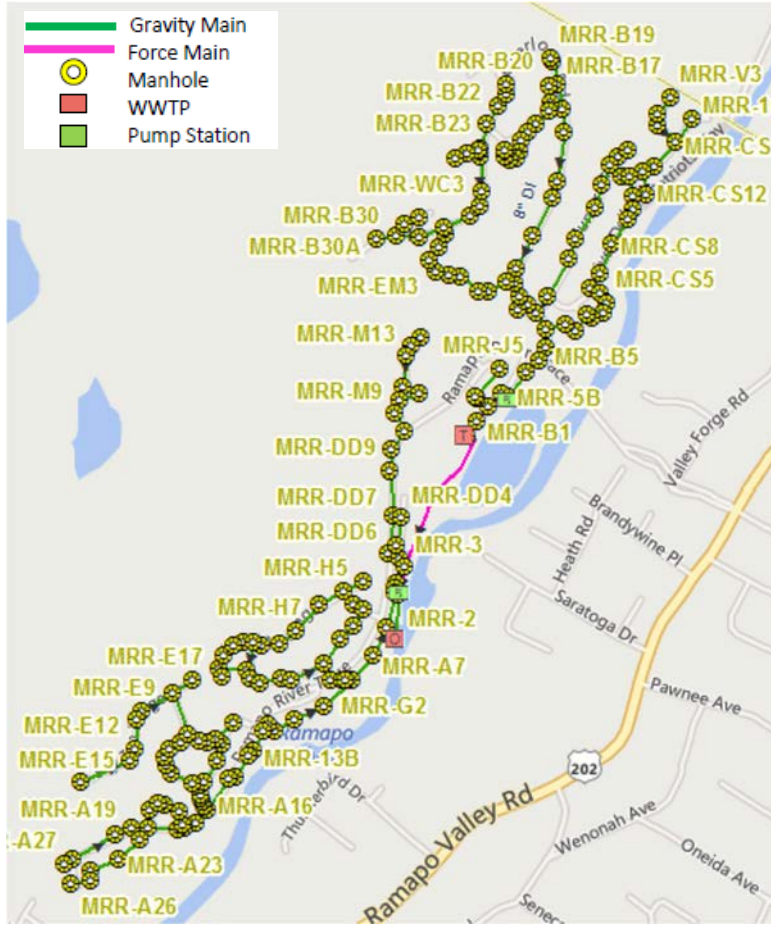 Gravity Main
Force Main
Manhole
WWTP
Pump Station
MRR-B19
MRR-B20
MRR-B17
MRR-V3
MRR-B22
MRR-1
MRR-B23
MRR-CS
MRR-WC3
MRR-CS12
8" DI
MRR-B30
MRR-B30A
MRR-CS8
MRR-EM3
MRR-CS5
MRR-M13
MRR-J5
MRR-B5
MRR-M9
MRR-5B
MRR-B1
T
Valley Forge Rd
MRR-DD9
MRR-DD7
MRR-DD4
Brandywine Pl
MRR-DD6
MRR-3
Heath Rd
MRR-H5
Saratoga Dr
MRR-H7
MRR-2
O
MRR-E17
MRR-A7
MRR-E9
Pawnee Ave
MRR-G2
MRR-E12
Ramapo
MRR-E15
MRR-13B
202
Thunderbird Dr
MRR-A19
MRR-A16
Wenonah Ave
R-A27
MRR-A23
Oneida Ave
Ramapo Valley Rd
MRR-A26